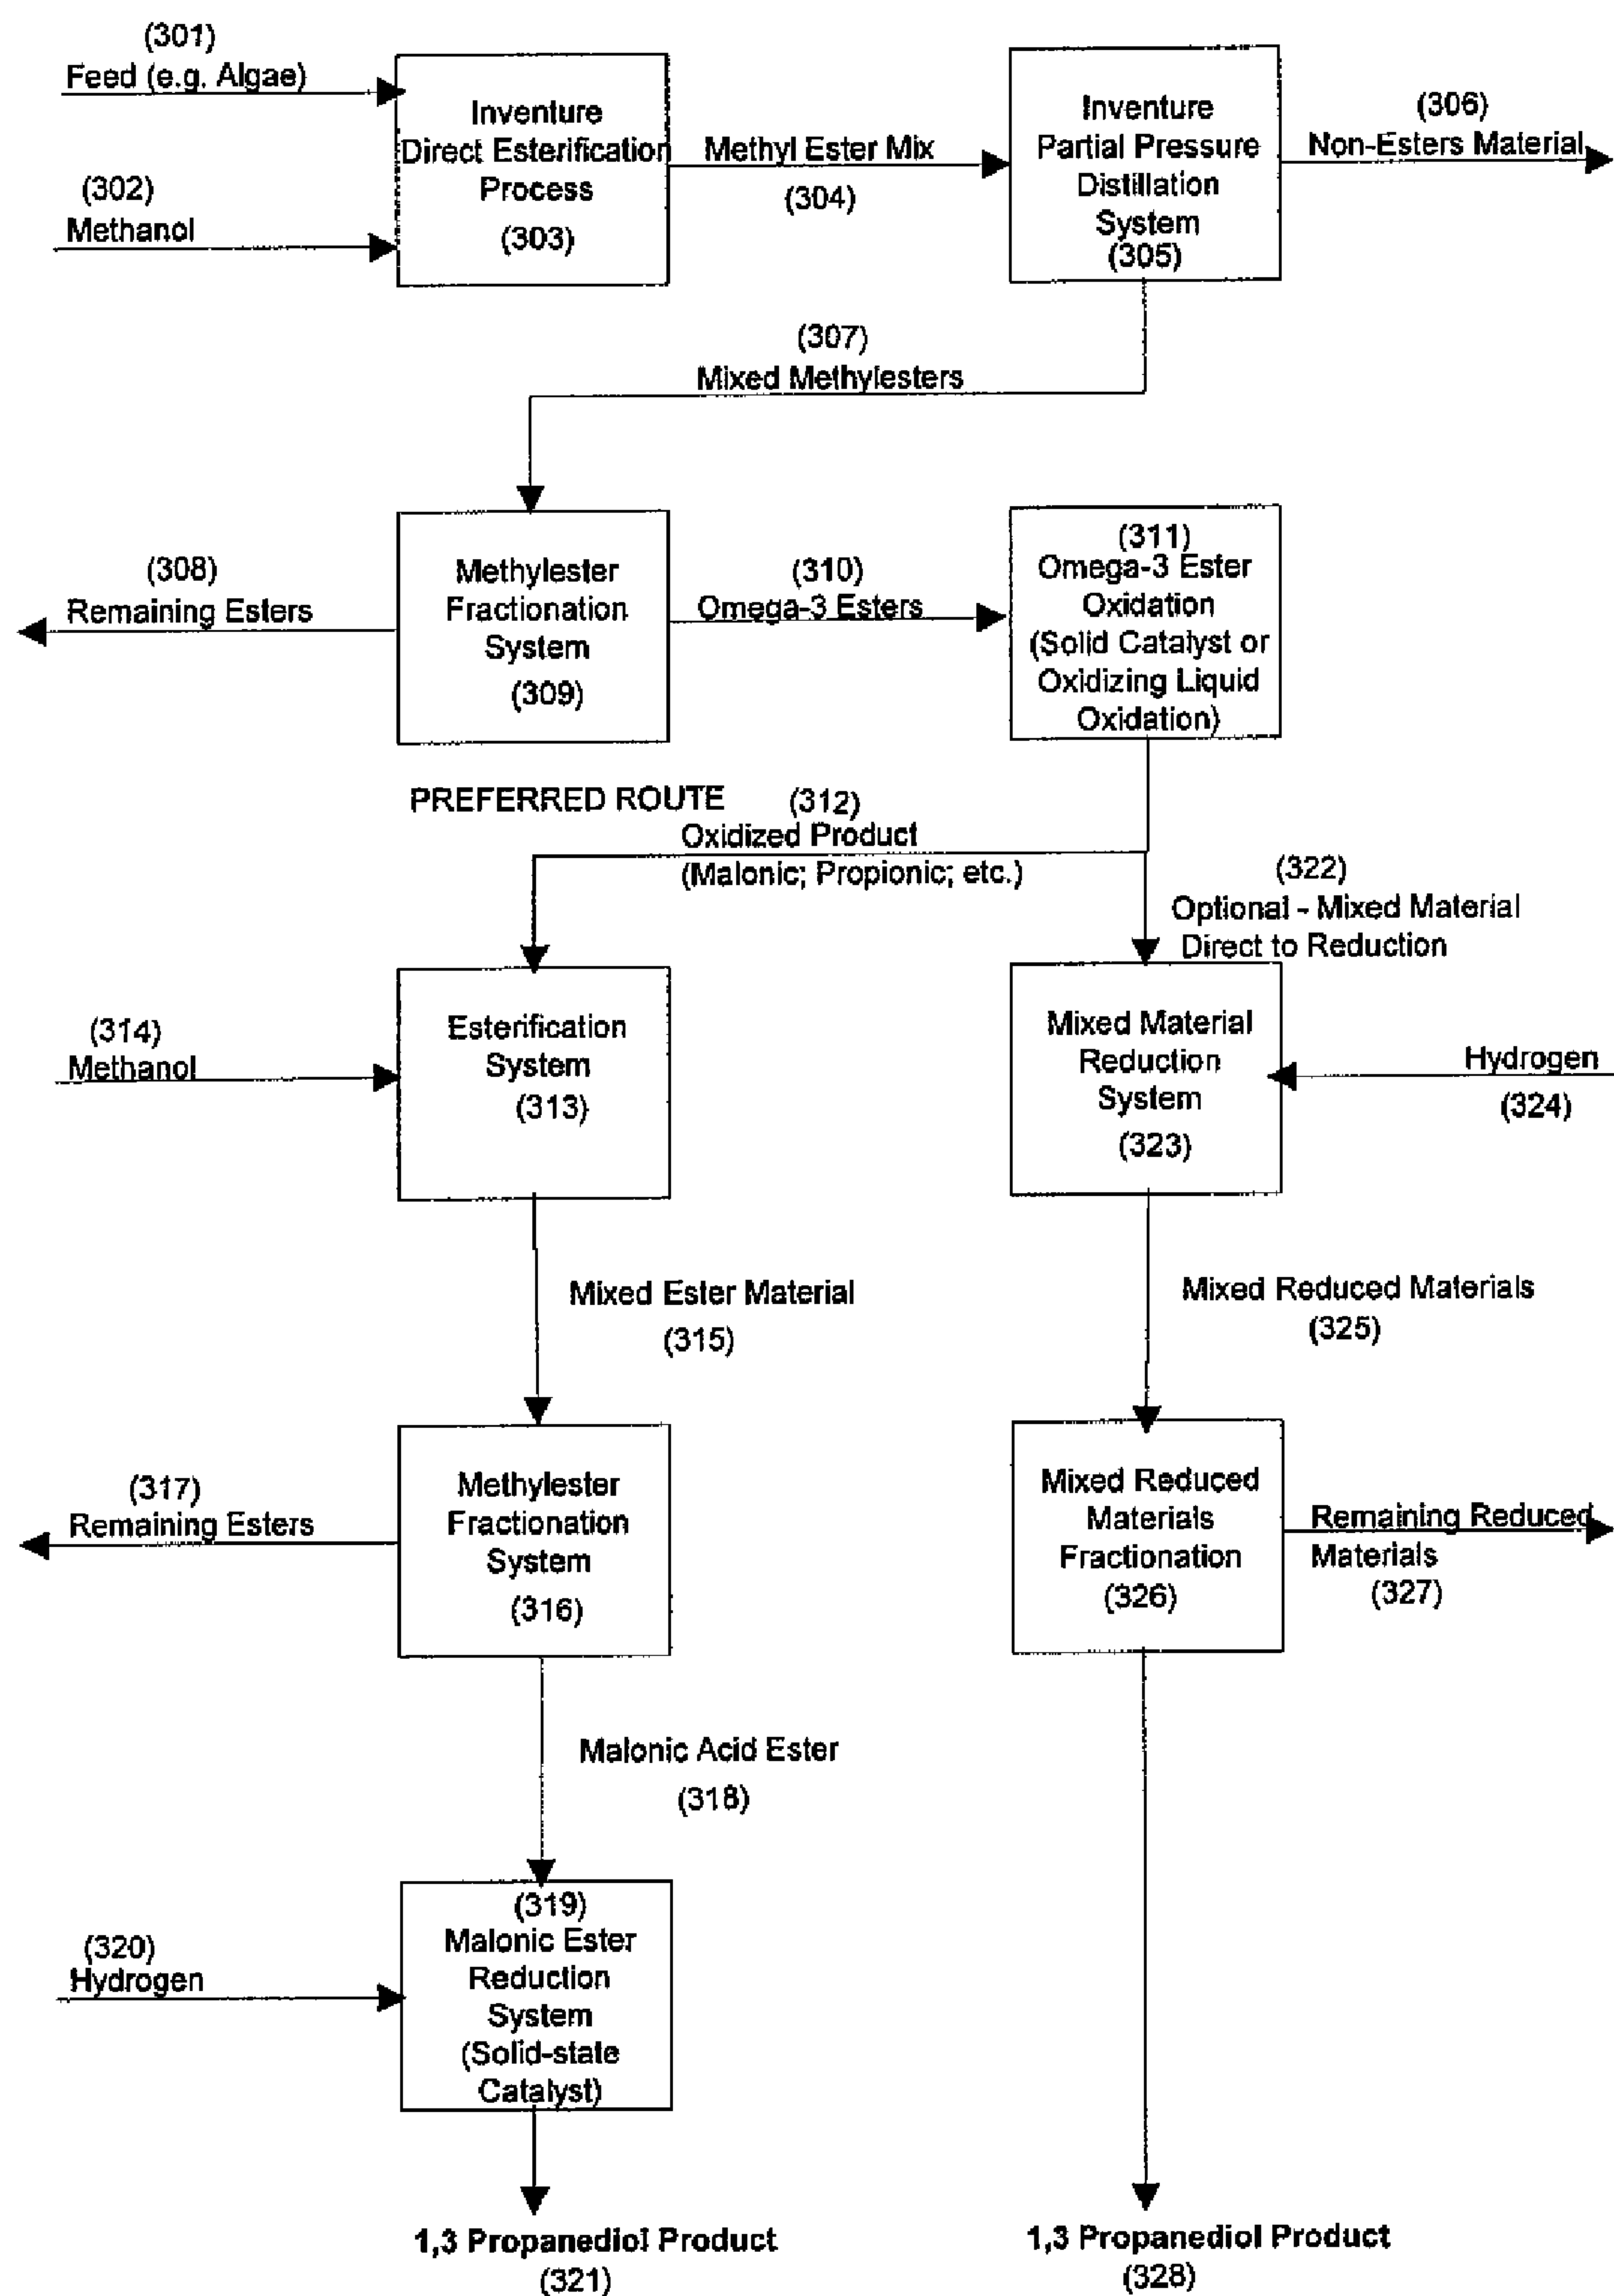 (301)
Feed (e.g. Algae)
(302)
Methanol
Inventure
Direct Esterification
Process
(303)
Methyl Ester Mix
(304)
Inventure
Partial Pressure
Distillation
System
(305)
(306)
Non-Esters Material
(307)
Mixed Methylesters
(308)
Remaining Esters
Methylester
Fractionation
System
(309)
(310)
Omega-3 Esters
(311)
Omega-3 Ester
Oxidation
(Solid Catalyst or
Oxidizing Liquid
Oxidation)
PREFERRED ROUTE
(312)
Oxidized Product
(Malonic; Propionic; etc.)
(322)
Optional - Mixed Material
Direct to Reduction
(314)
Methanol
Esterification
System
(313)
Mixed Material
Reduction
System
(323)
Hydrogen
(324)
Mixed Ester Material
(315)
Mixed Reduced Materials
(325)
(317)
Remaining Esters
Methylester
Fractionation
System
(316)
Mixed Reduced
Materials
Fractionation
(326)
Remaining Reduced
Materials
(327)
Malonic Acid Ester
(318)
(320)
Hydrogen
(319)
Malonic Ester
Reduction
System
(Solid-state
Catalyst)
1,3 Propanediol Product
(321)
1,3 Propanediol Product
(328)